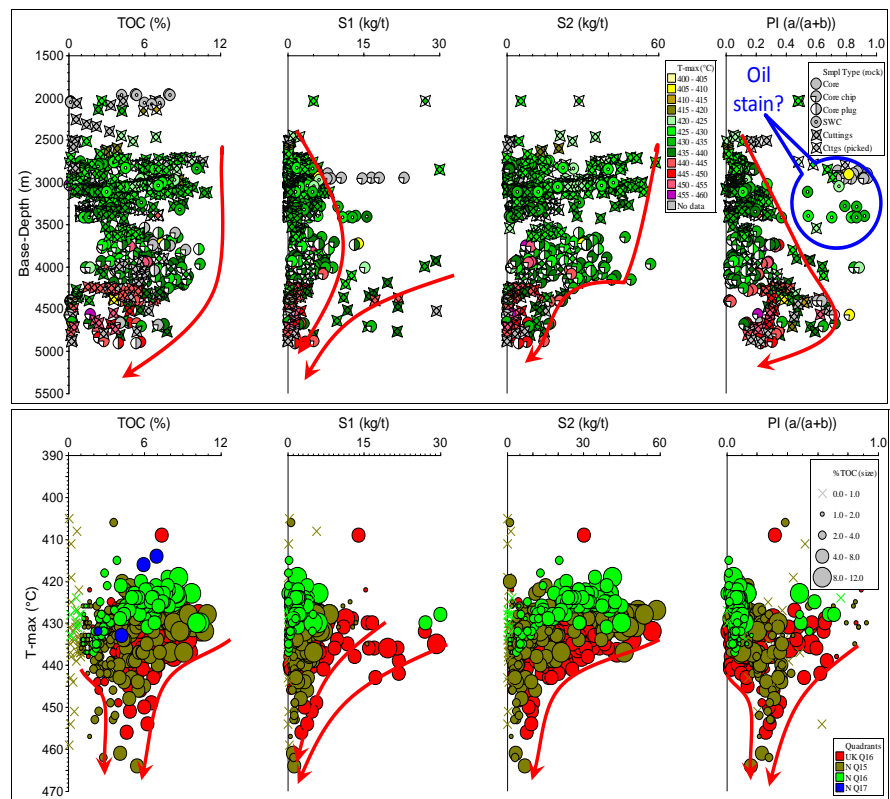 TOC (%)
S1 (kg/t)
S2 (kg/t)
PI (a/(a+b))
0 6 12
0 15 30
0 60
0.0 0.2 0.4 0.6 0.8 1.0
Base-Depth (m)
1500
2000
2500
3000
3500
4000
4500
5000
5500
T-max (°C)
400 - 405
405 - 410
410 - 415
415 - 420
420 - 425
425 - 430
430 - 435
435 - 440
440 - 445
445 - 450
450 - 455
455 - 460
No data
Oil
stain?
Smpl Type (rock)
Core
Core chip
Core plug
SWC
Cuttings
Cttgs (picked)
TOC (%)
S1 (kg/t)
S2 (kg/t)
PI (a/(a+b))
0 6 12
0 15 30
0 30 60
0.0 1.0
T-max (°C)
390
400
410
420
430
440
450
460
470
%TOC (size)
0.0 - 1.0
1.0 - 2.0
2.0 - 4.0
4.0 - 8.0
8.0 - 12.0
Quadrants
UK Q16
N Q15
N Q16
N Q17